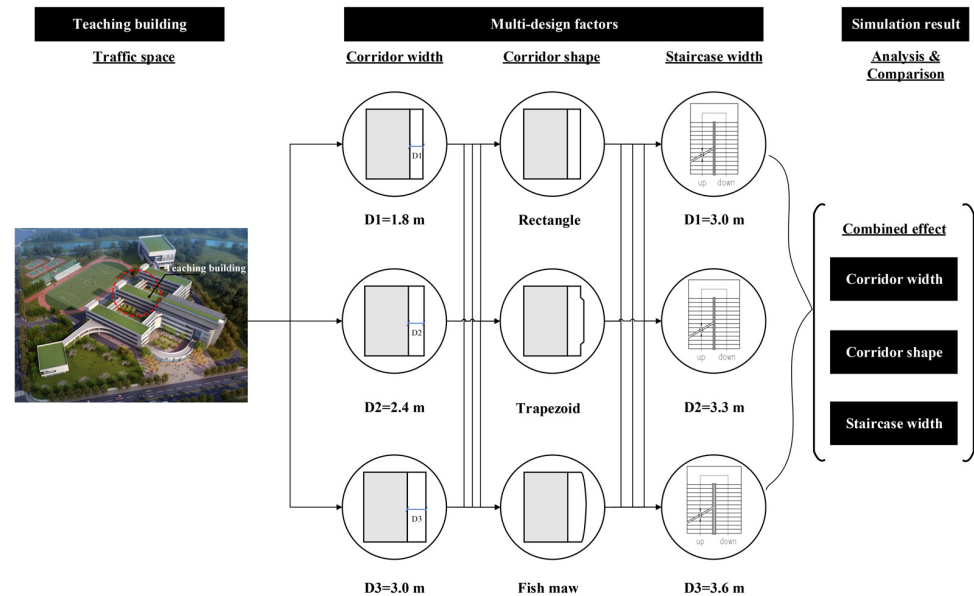 Teaching building
Multi-design factors
Simulation result
Traffic space
Corridor width
Corridor shape
Staircase width
Analysis &
Comparison
D1
up down
D1=1.8 m
Rectangle
D1=3.0 m
Teaching building
D2
up down
D2=2.4 m
Trapezoid
D2=3.3 m
D3
up down
D3=3.0 m
Fish maw
D3=3.6 m
Combined effect
Corridor width
Corridor shape
Staircase width